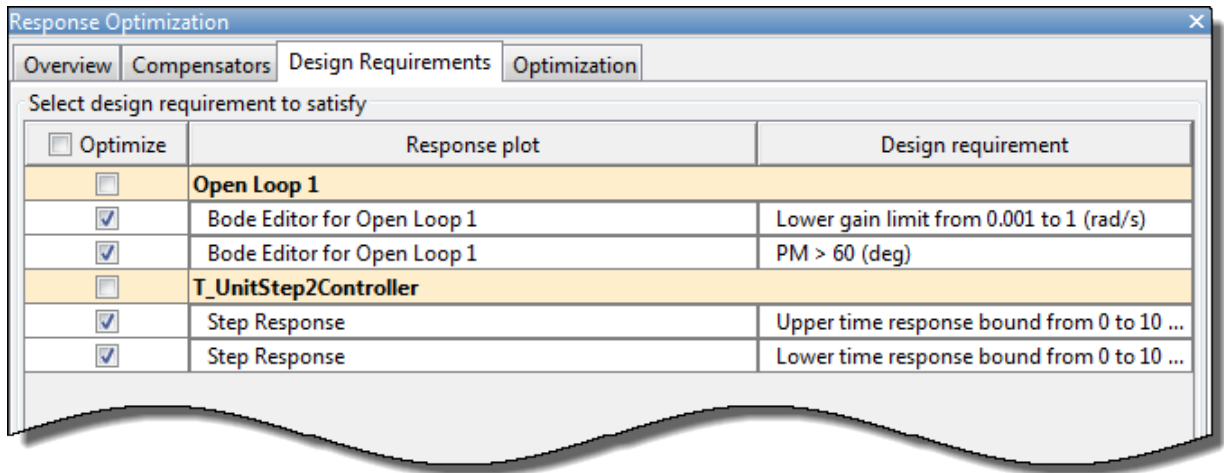 Response Optimization
Overview Compensators Design Requirements Optimization
Select design requirement to satisfy
Optimize Response plot Design requirement
Open Loop 1
Bode Editor for Open Loop 1 Lower gain limit from 0.001 to 1 (rad/s)
Bode Editor for Open Loop 1 PM > 60 (deg)
T_UnitStep2Controller
Step Response Upper time response bound from 0 to 10 ...
Step Response Lower time response bound from 0 to 10 ...